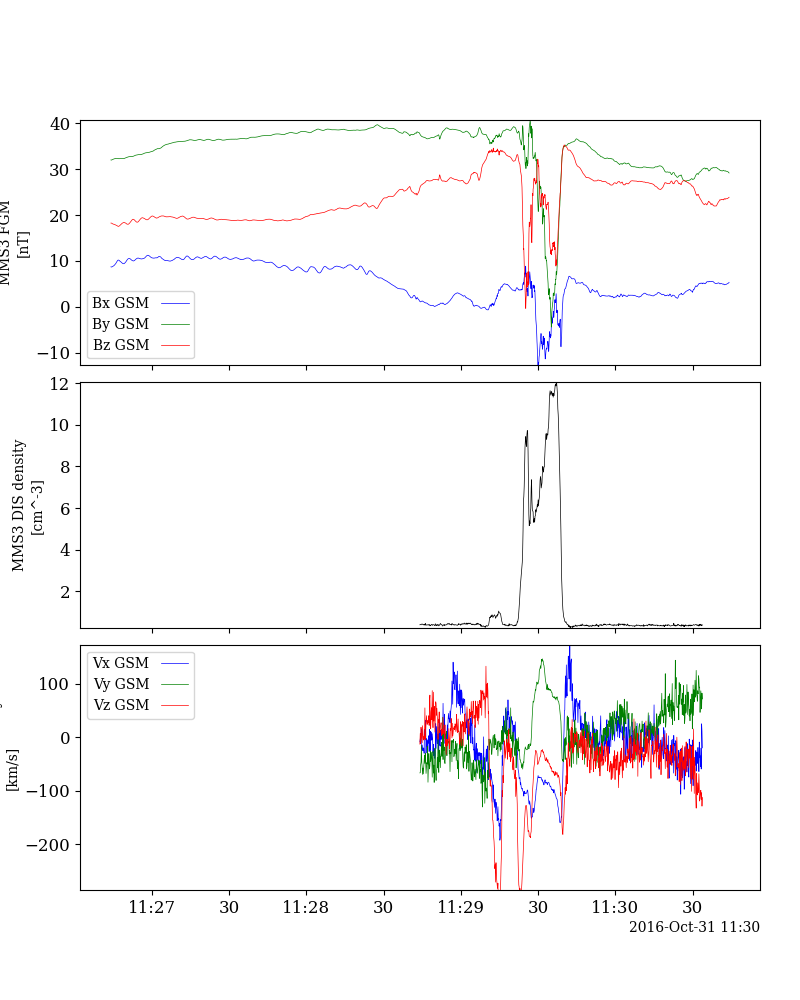 40
30
20
10
0
−10
MMS3 FGM
[nT]
Bx GSM
By GSM
Bz GSM
12
10
8
6
4
2
MMS3 DIS density
[cm^-3]
100
0
−100
−200
[km/s]
Vx GSM
Vy GSM
Vz GSM
11:27 30 11:28 30 11:29 30 11:30 30
2016-Oct-31 11:30